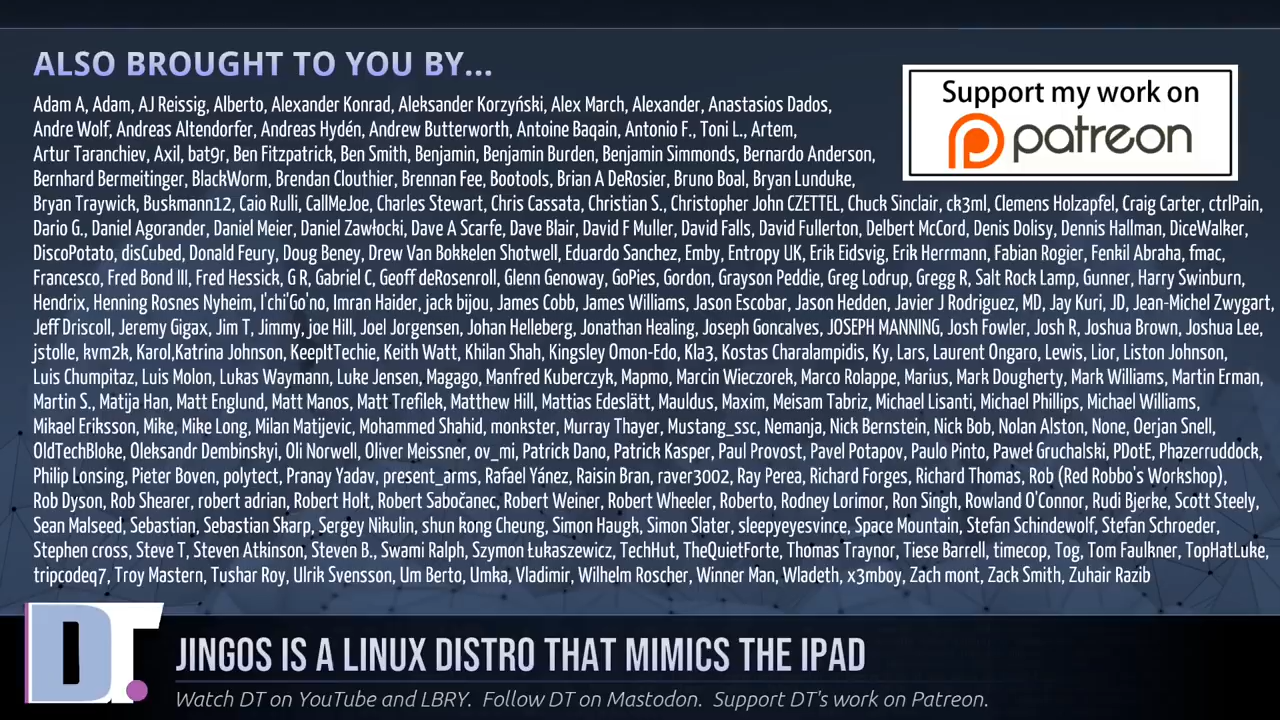 ALSO BROUGHT TO YOU BY...
Adam A, Adam, AJ Reissig, Alberto, Alexander Konrad, Aleksander Korzyński, Alex March, Alexander, Anastasios Dados,
Andre Wolf, Andreas Altendorfer, Andreas Hydén, Andrew Butterworth, Antoine Baqain, Antonio F., Toni L., Artem,
Artur Taranchiev, Axil, bat9r, Ben Fitzpatrick, Ben Smith, Benjamin, Benjamin Burden, Benjamin Simmonds, Bernardo Anderson,
Bernhard Bermeitinger, BlackWorm, Brendan Clouthier, Brennan Fee, Bootools, Brian A DeRosier, Bruno Boal, Bryan Lunduke,
Bryan Traywick, Buskmann12, Caio Rulli, CallMeJoe, Charles Stewart, Chris Cassata, Christian S., Christopher John CZETTEL, Chuck Sinclair, ck3ml, Clemens Holzapfel, Craig Carter, ctrlPain,
Dario G., Daniel Agorander, Daniel Meier, Daniel Zawłocki, Dave A Scarfe, Dave Blair, David F Muller, David Falls, David Fullerton, Delbert McCord, Denis Dolisy, Dennis Hallman, DiceWalker,
DiscoPotato, disCubed, Donald Feury, Doug Beney, Drew Van Bokkelen Shotwell, Eduardo Sanchez, Emby, Entropy UK, Erik Eidsvig, Erik Herrmann, Fabian Rogier, Fenkil Abraha, fmac,
Francesco, Fred Bond III, Fred Hessick, G R, Gabriel C, Geoff deRosenroll, Glenn Genoway, GoPies, Gordon, Grayson Peddie, Greg Lodrup, Gregg R, Salt Rock Lamp, Gunner, Harry Swinburn,
Hendrix, Henning Rosnes Nyheim, I'chi'Go'no, Imran Haider, jack bijou, James Cobb, James Williams, Jason Escobar, Jason Hedden, Javier J Rodriguez, MD, Jay Kuri, JD, Jean-Michel Zwygart,
Jeff Driscoll, Jeremy Gigax, Jim T, Jimmy, joe Hill, Joel Jorgensen, Johan Helleberg, Jonathan Healing, Joseph Goncalves, JOSEPH MANNING, Josh Fowler, Josh R, Joshua Brown, Joshua Lee,
jstolle, kvm2k, Karol,Katrina Johnson, KeepItTechie, Keith Watt, Khilan Shah, Kingsley Omon-Edo, Kla3, Kostas Charalampidis, Ky, Lars, Laurent Ongaro, Lewis, Lior, Liston Johnson,
Luis Chumpitaz, Luis Molon, Lukas Waymann, Luke Jensen, Magago, Manfred Kuberczyk, Mapmo, Marcin Wieczorek, Marco Rolappe, Marius, Mark Dougherty, Mark Williams, Martin Erman,
Martin S., Matija Han, Matt Englund, Matt Manos, Matt Trefilek, Matthew Hill, Mattias Edeslätt, Mauldus, Maxim, Meisam Tabriz, Michael Lisanti, Michael Phillips, Michael Williams,
Mikael Eriksson, Mike, Mike Long, Milan Matijevic, Mohammed Shahid, monkster, Murray Thayer, Mustang_ssc, Nemanja, Nick Bernstein, Nick Bob, Nolan Alston, None, Oerjan Snell,
OldTechBloke, Oleksandr Dembinskyi, Oli Norwell, Oliver Meissner, ov_mi, Patrick Dano, Patrick Kasper, Paul Provost, Pavel Potapov, Paulo Pinto, Paweł Gruchalski, PDotE, Phazerruddock,
Philip Lonsing, Pieter Boven, polytect, Pranay Yadav, present_arms, Rafael Yánez, Raisin Bran, raver3002, Ray Perea, Richard Forges, Richard Thomas, Rob (Red Robbo's Workshop),
Rob Dyson, Rob Shearer, robert adrian, Robert Holt, Robert Sabočanec, Robert Weiner, Robert Wheeler, Roberto, Rodney Lorimor, Ron Singh, Rowland O'Connor, Rudi Bjerke, Scott Steely,
Sean Malseed, Sebastian, Sebastian Skarp, Sergey Nikulin, shun kong Cheung, Simon Haugk, Simon Slater, sleepyeyesvince, Space Mountain, Stefan Schindewolf, Stefan Schroeder,
Stephen cross, Steve T, Steven Atkinson, Steven B., Swami Ralph, Szymon Łukaszewicz, TechHut, TheQuietForte, Thomas Traynor, Tiese Barrell, timecop, Tog, Tom Faulkner, TopHatLuke,
tripcodeq7, Troy Mastern, Tushar Roy, Ulrik Svensson, Um Berto, Umka, Vladimir, Wilhelm Roscher, Winner Man, Wladeth, x3mboy, Zach mont, Zack Smith, Zuhair Razib
Support my work on
patreon
DT.
JINGOS IS A LINUX DISTRO THAT MIMICS THE IPAD
Watch DT on YouTube and LBRY. Follow DT on Mastodon. Support DT's work on Patreon.